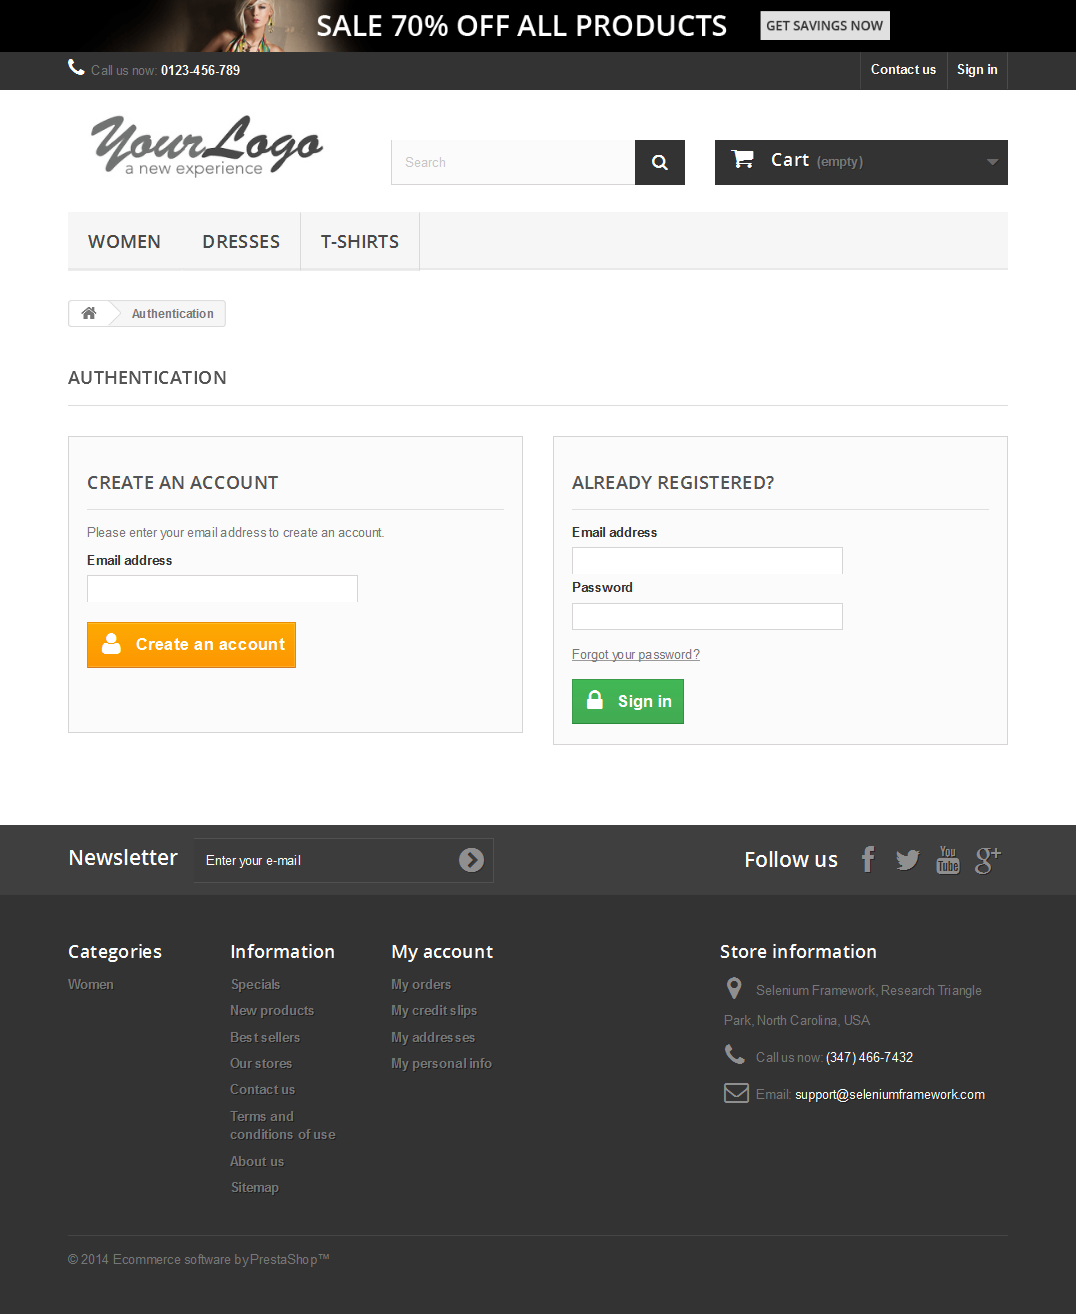 SALE 70% OFF ALL PRODUCTS
GET SAVINGS NOW
Call us now: 0123-456-789
Contact us
Sign in
YourLogo
a new experience
Search
Cart (empty)
WOMEN
DRESSES
T-SHIRTS
Authentication
AUTHENTICATION
CREATE AN ACCOUNT
Please enter your email address to create an account.
Email address
Create an account
ALREADY REGISTERED?
Email address
Password
Forgot your password?
Sign in
Newsletter
Enter your e-mail
Follow us
f
You
Tube
g+
Categories
Women
Information
Specials
New products
Best sellers
Our stores
Contact us
Terms and
conditions of use
About us
Sitemap
My account
My orders
My credit slips
My addresses
My personal info
Store information
Selenium Framework, Research Triangle
Park, North Carolina, USA
Call us now: (347) 466-7432
Email: support@seleniumframework.com
© 2014 Ecommerce software by PrestaShop™